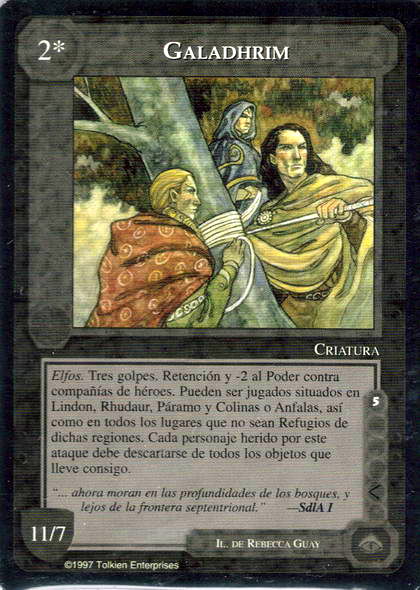 2*
GALADHRIM
CRIATURA
Elfos. Tres golpes. Retención y -2 al Poder contra
compañías de héroes. Pueden ser jugados situados en
Lindon, Rhudaur, Páramo y Colinas o Anfalas, así
como en todos los lugares que no sean Refugios de
dichas regiones. Cada personaje herido por este
ataque debe descartarse de todos los objetos que
lleve consigo.
5
“... ahora moran en las profundidades de los bosques, y
lejos de la frontera septentrional.” —SdlA I
11/7
IL. DE REBECCA GUAY
©1997 Tolkien Enterprises